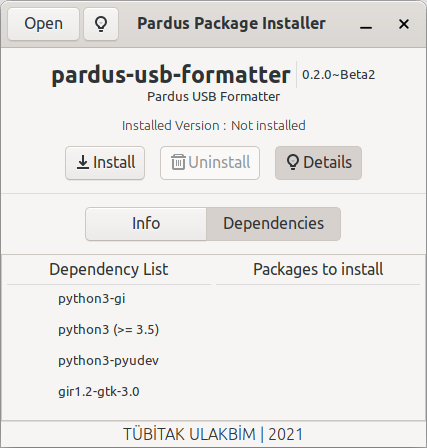 Open Pardus Package Installer
pardus-usb-formatter 0.2.0~Beta2
Pardus USB Formatter
Installed Version : Not installed
Install Uninstall Details
Info Dependencies
Dependency List Packages to install
python3-gi
python3 (>= 3.5)
python3-pyudev
gir1.2-gtk-3.0
TÜBİTAK ULAKBİM | 2021